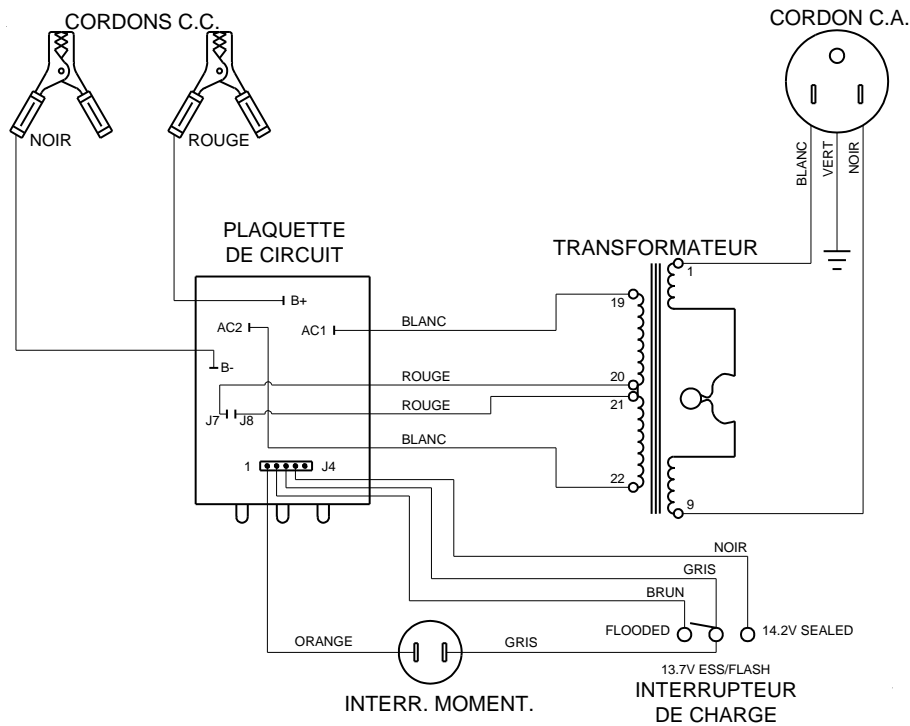 CORDONS C.C.
CORDON C.A.
NOIR
ROUGE
BLANC
VERT
NOIR
PLAQUETTE
DE CIRCUIT
TRANSFORMATEUR
B+
1
19
AC2
AC1
BLANC
B-
ROUGE
20
J7
J8
ROUGE
21
BLANC
1
J4
22
9
NOIR
GRIS
BRUN
FLOODED
14.2V SEALED
ORANGE
GRIS
13.7V ESS/FLASH
INTERR. MOMENT.
INTERRUPTEUR
DE CHARGE